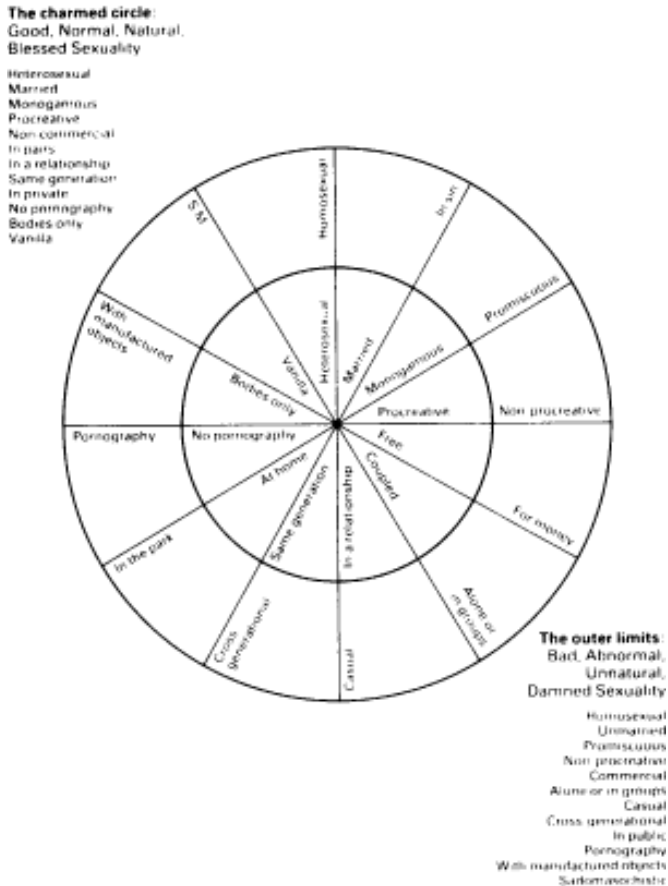 The charmed circle:
Good, Normal, Natural,
Blessed Sexuality
Heterosexual
Married
Monogamous
Procreative
Non commercial
In pairs
In a relationship
Same generation
In private
No pornography
Bodies only
Vanilla
S M
Homosexual
In sin
Promiscuous
Non procreative
For money
Alone or
in groups
Casual
Cross
generational
In the park
Pornography
With
manufactured
objects
Vanilla
Heterosexual
Married
Monogamous
Procreative
Free
Coupled
In a relationship
Same generation
At home
No pornography
Bodies only
The outer limits:
Bad, Abnormal,
Unnatural,
Damned Sexuality
Homosexual
Unmarried
Promiscuous
Non procreative
Commercial
Alone or in groups
Casual
Cross generational
In public
Pornography
With manufactured objects
Sadomasochistic